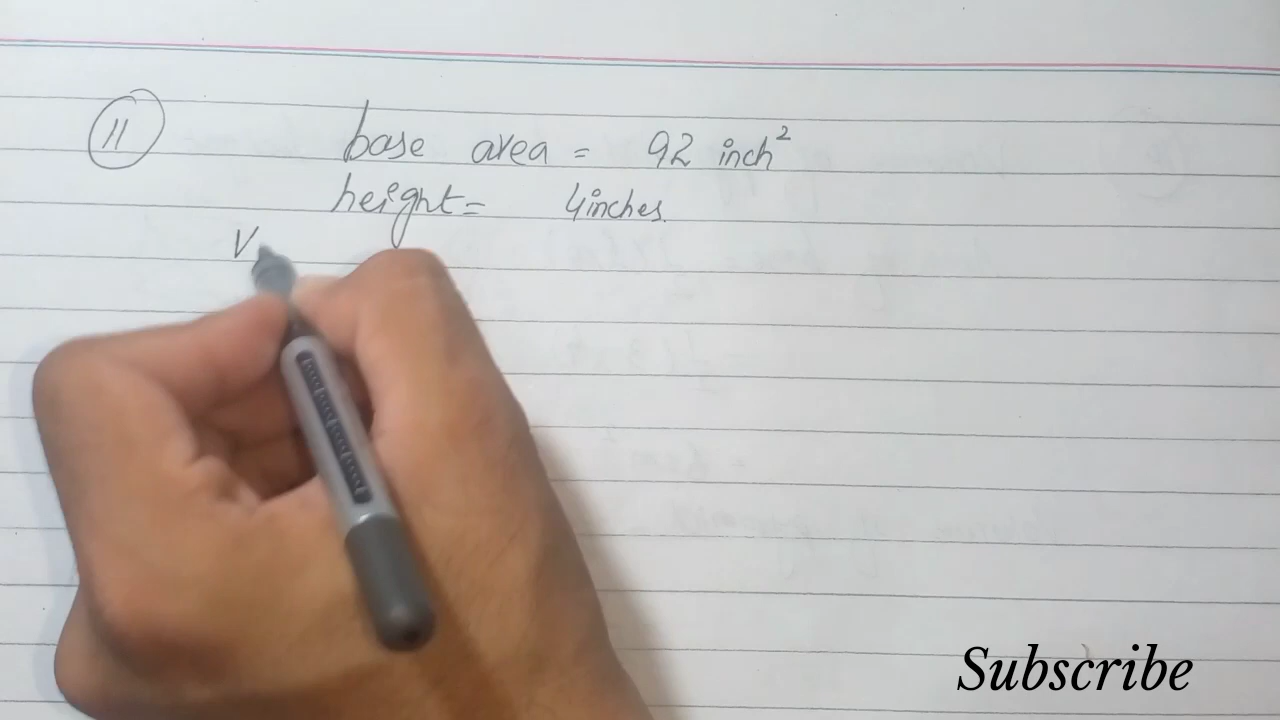 11
base area = 92 inch²
height = 4inches.
V
Subscribe